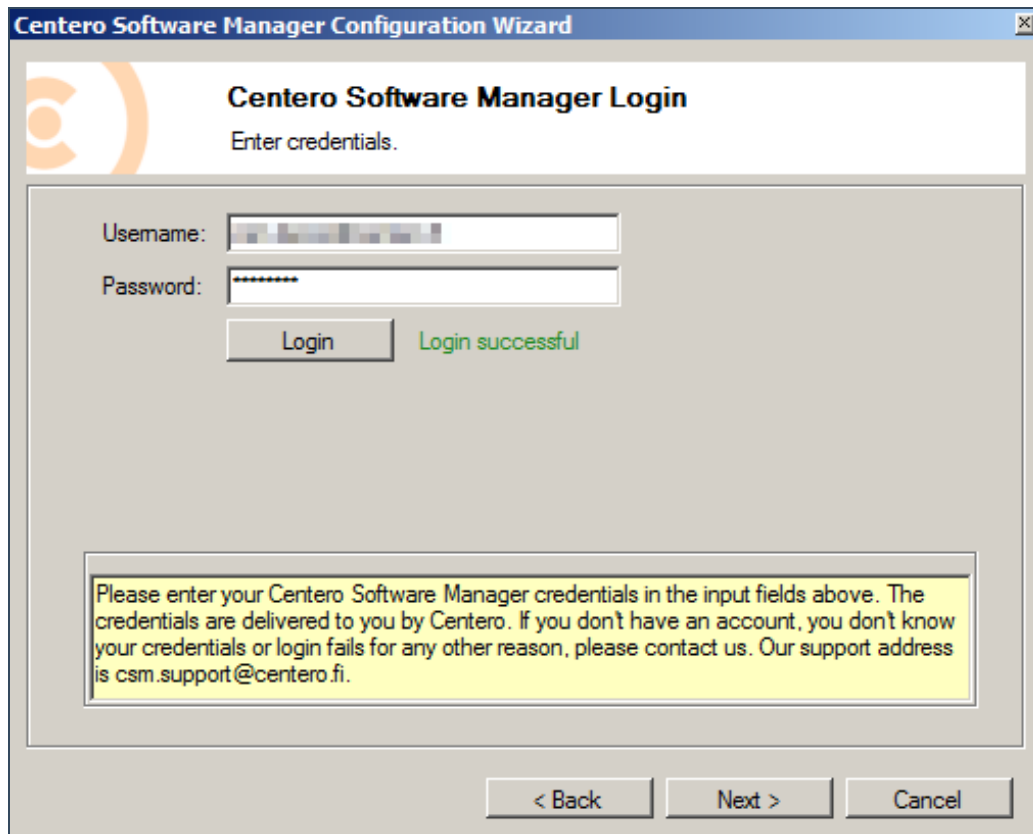 Centero Software Manager Configuration Wizard
Centero Software Manager Login
Enter credentials.
Username:
Password: ********
Login Login successful
Please enter your Centero Software Manager credentials in the input fields above. The
credentials are delivered to you by Centero. If you don't have an account, you don't know
your credentials or login fails for any other reason, please contact us. Our support address
is csm.support@centero.fi.
< Back Next > Cancel